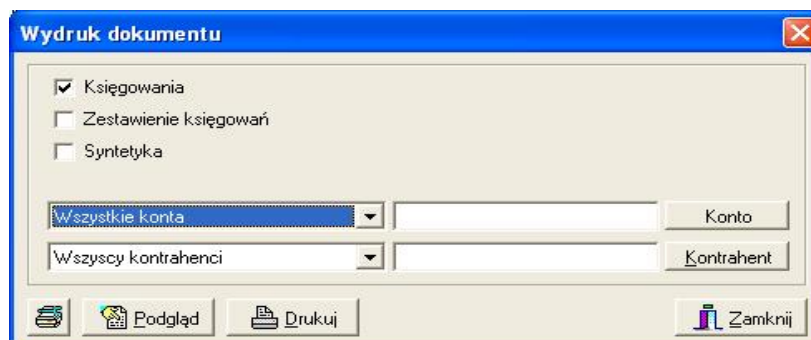 Wydruk dokumentu
Księgowania
Zestawienie księgowań
Syntetyka
Wszystkie konta Konto
Wszyscy kontrahenci Kontrahent
Podgląd Drukuj Zamknij